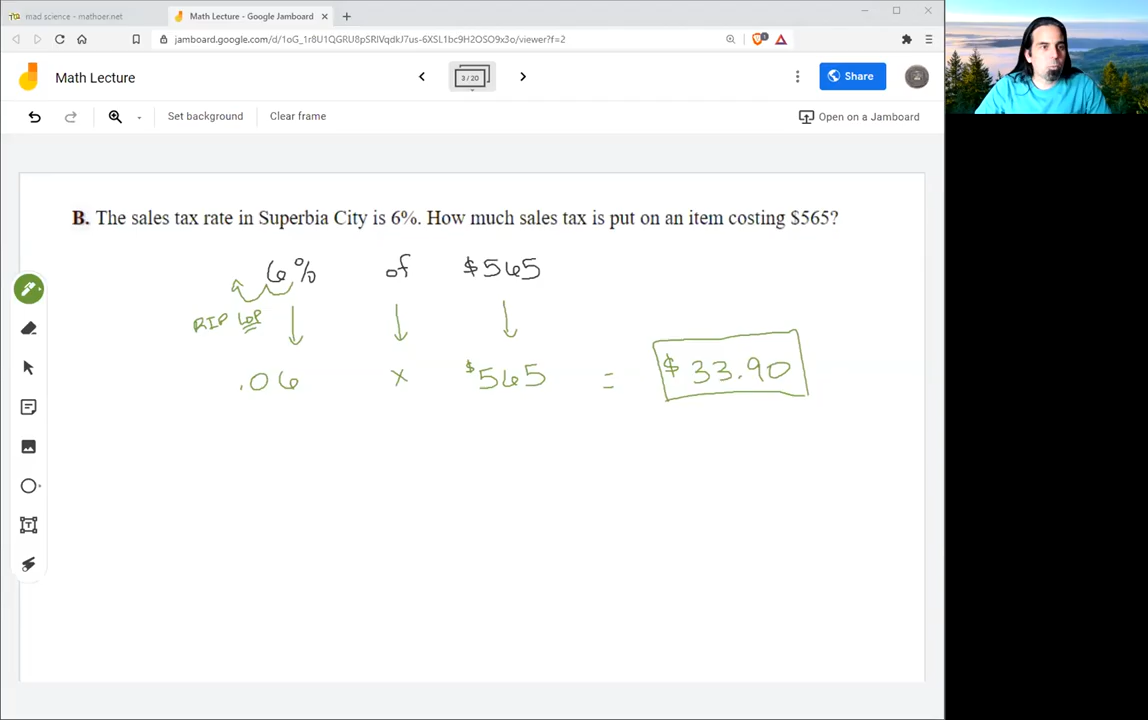 mad science - mathoer.net
Math Lecture - Google Jamboard
jamboard.google.com/d/1oG_1r8U1QGRU8pSRlVqdkJ7us-6XSL1bc9H2OSO9x3o/viewer?f=2
Math Lecture
3 / 20
Share
Set background
Clear frame
Open on a Jamboard
B. The sales tax rate in Superbia City is 6%. How much sales tax is put on an item costing $565?
6% of $565
RIP LOP
.06 x $565 = $33.90